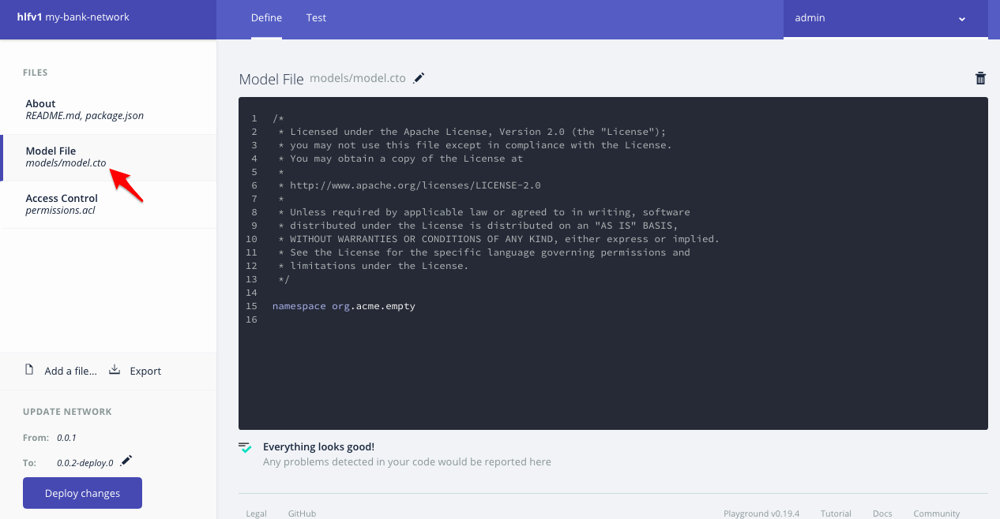 hlfv1 my-bank-network
Define Test
admin
FILES
About
README.md, package.json
Model File
models/model.cto
Access Control
permissions.acl
Add a file... Export
UPDATE NETWORK
From: 0.0.1
To: 0.0.2-deploy.0
Deploy changes
Model File models/model.cto
1 /*
2  * Licensed under the Apache License, Version 2.0 (the "License");
3  * you may not use this file except in compliance with the License.
4  * You may obtain a copy of the License at
5  *
6  * http://www.apache.org/licenses/LICENSE-2.0
7  *
8  * Unless required by applicable law or agreed to in writing, software
9  * distributed under the License is distributed on an "AS IS" BASIS,
10  * WITHOUT WARRANTIES OR CONDITIONS OF ANY KIND, either express or implied.
11  * See the License for the specific language governing permissions and
12  * limitations under the License.
13  */
14
15 namespace org.acme.empty
16
Everything looks good!
Any problems detected in your code would be reported here
Legal GitHub Playground v0.19.4 Tutorial Docs Community